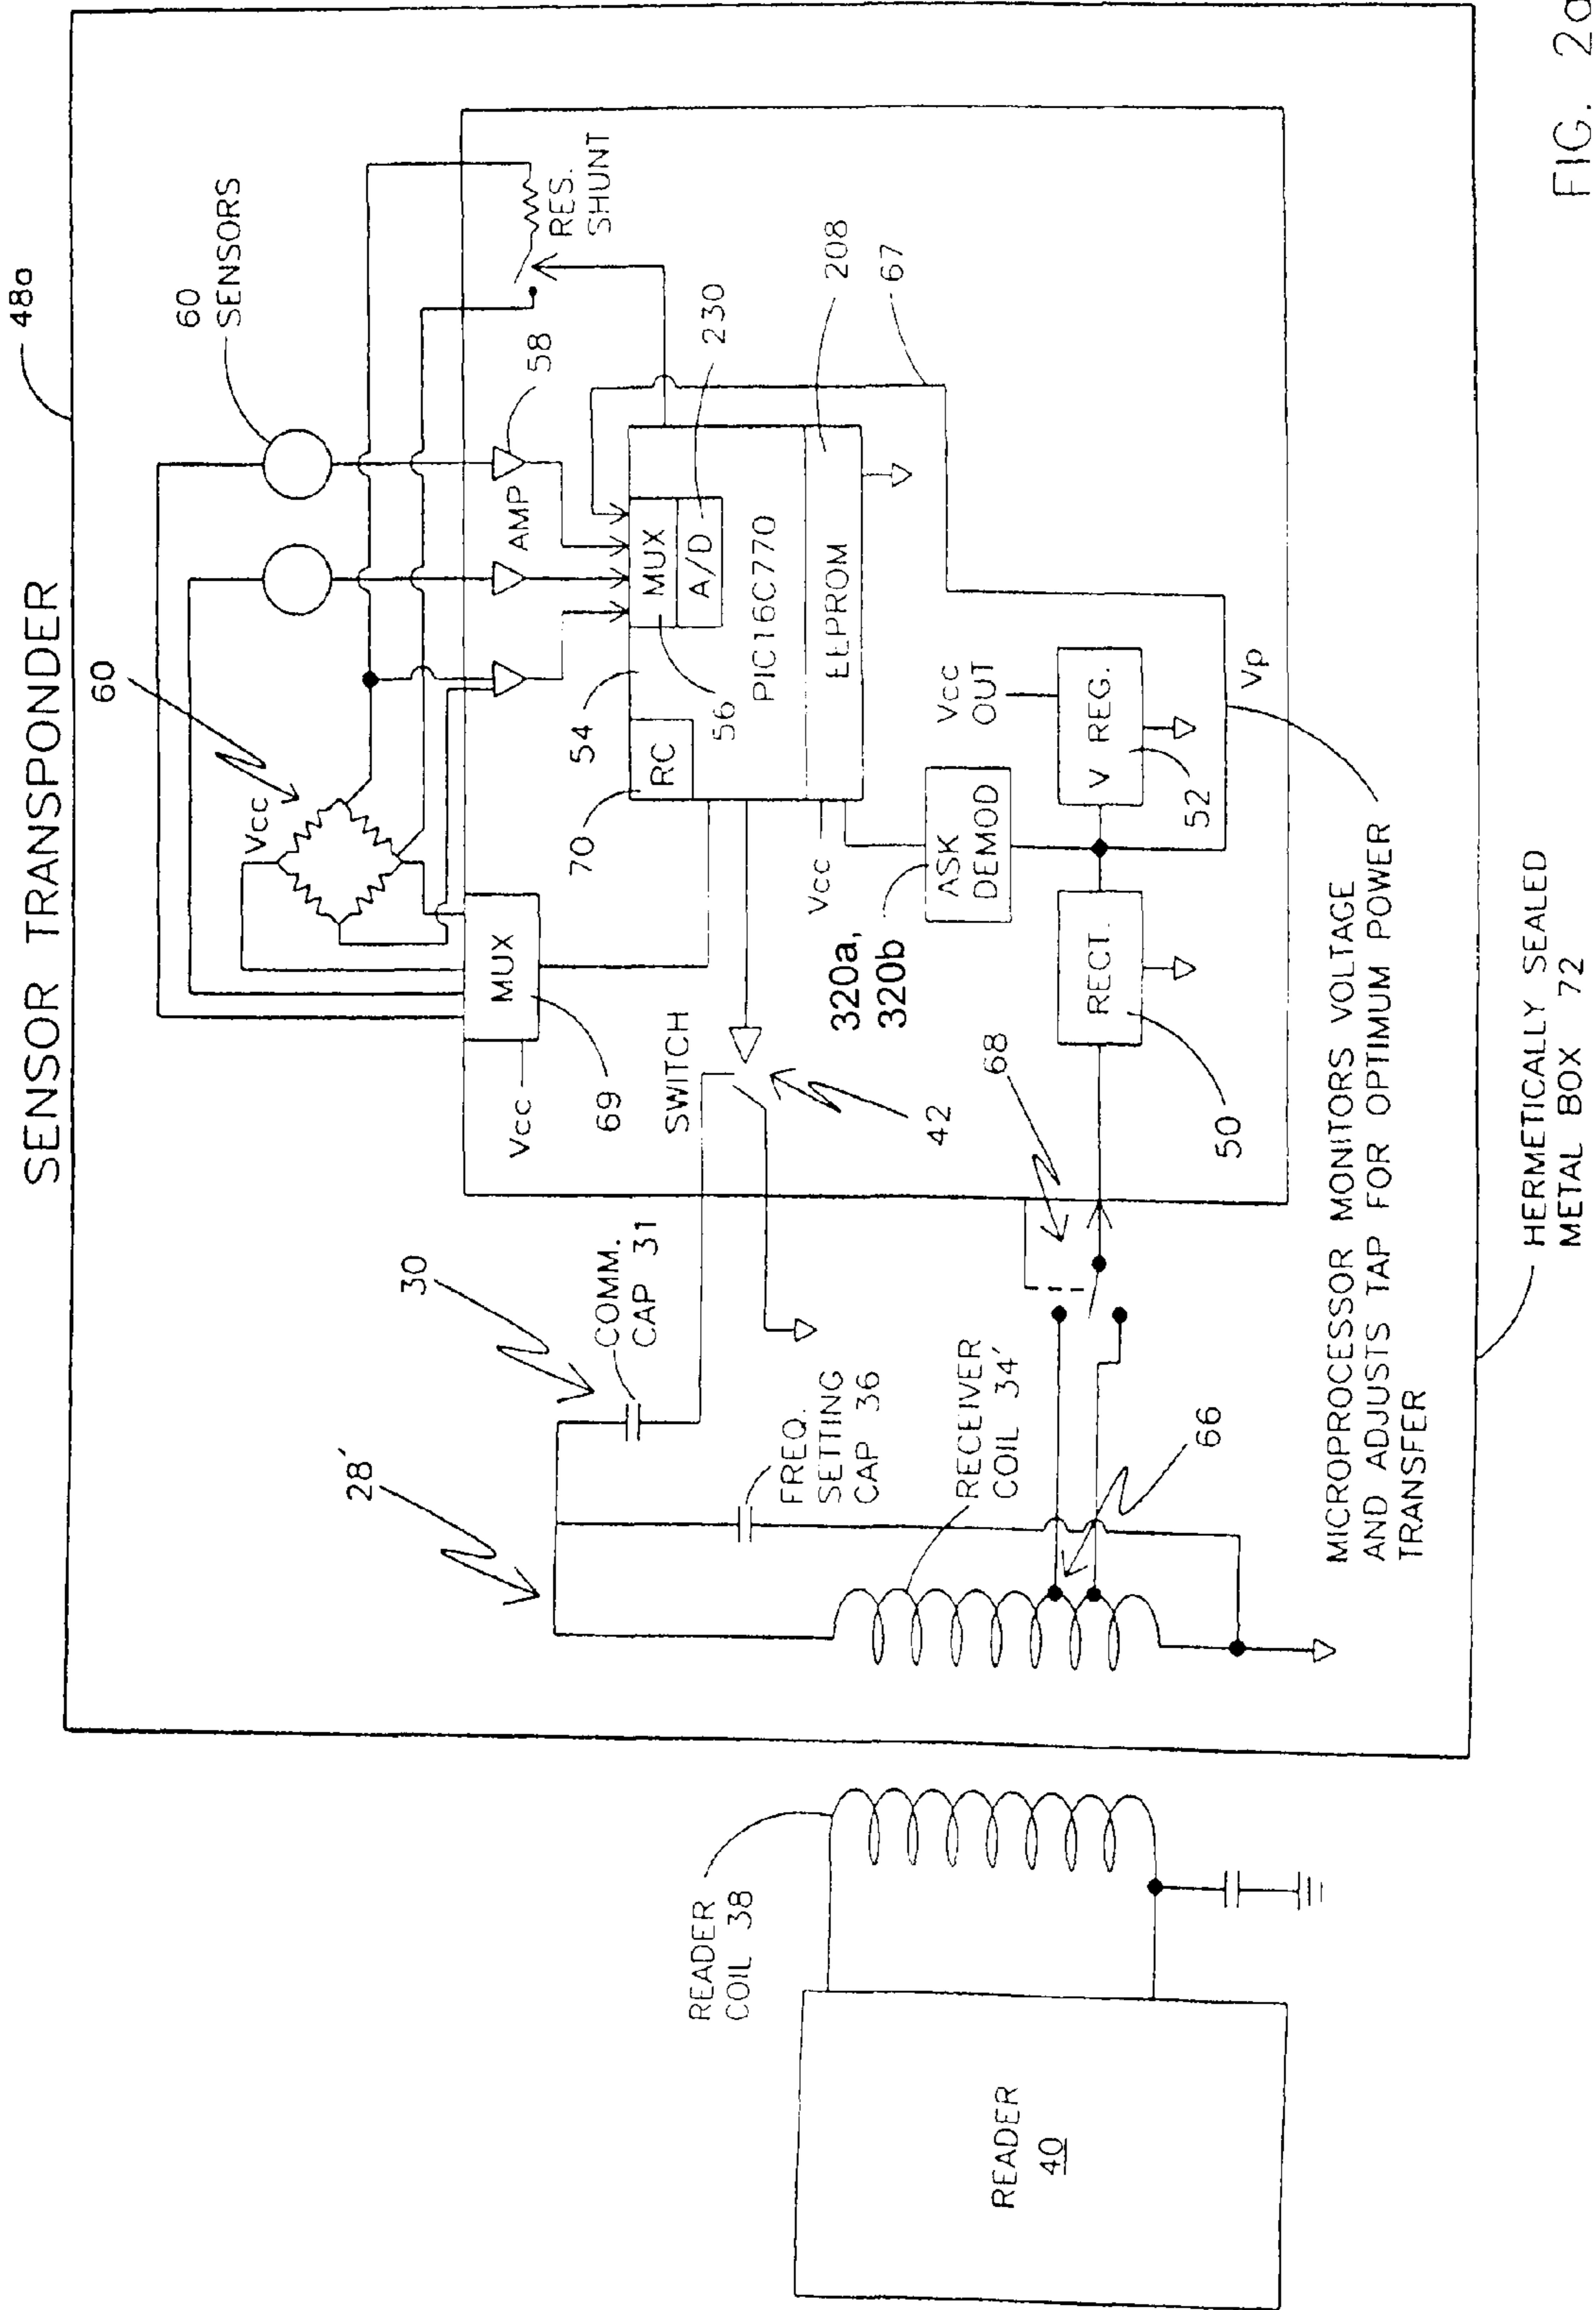 SENSOR TRANSPONDER
48a
60
SENSORS
60
Vcc
RES.
SHUNT
58
AMP
230
MUX
A/D
54
56
70
RC
PIC16C770
EEPROM
208
67
MUX
Vcc
69
SWITCH
42
Vcc
ASK
DEMOD
320a,
320b
Vcc
OUT
V REG.
52
Vp
RECT.
50
68
28'
30
COMM.
CAP 31
FREQ.
SETTING
CAP 36
RECEIVER
COIL 34'
66
MICROPROCESSOR MONITORS VOLTAGE
AND ADJUSTS TAP FOR OPTIMUM POWER
TRANSFER
HERMETICALLY SEALED
METAL BOX 72
READER
COIL 38
READER
40
FIG. 2a